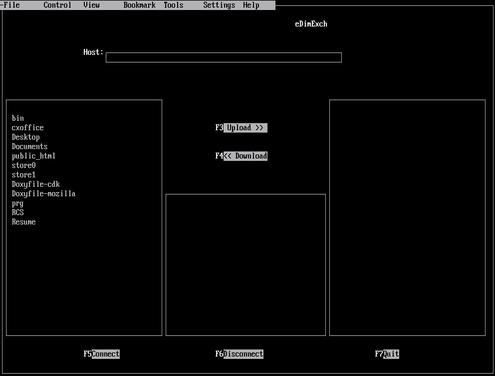 -File Control View Bookmark Tools Settings Help
eDimExch
Host:
bin
cxoffice
Desktop
Documents
public_html
store0
store1
Doxyfile-cdk
Doxyfile-mozilla
prg
RCS
Resume
F3 Upload >>
F4 << Download
F5 Connect
F6 Disconnect
F7 Quit